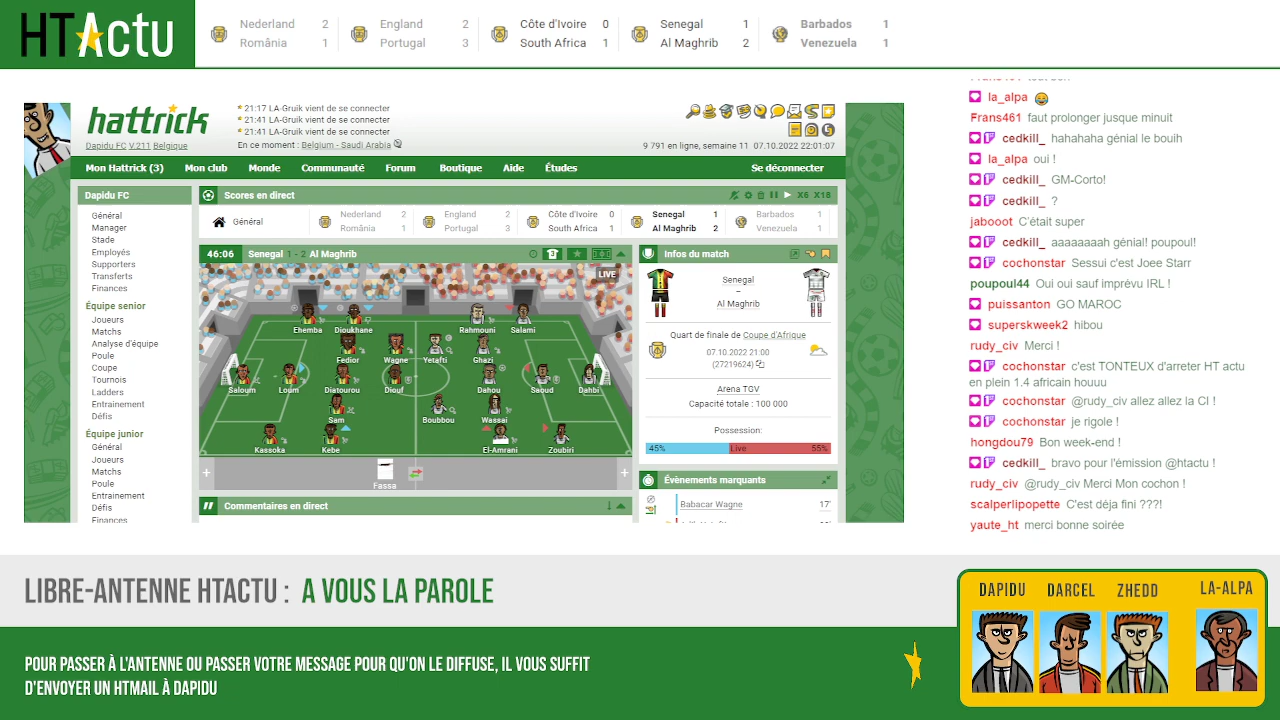 HTActu
Nederland 2
România 1
England 2
Portugal 3
Côte d'Ivoire 0
South Africa 1
Senegal 1
Al Maghrib 2
Barbados 1
Venezuela 1
hattrick
Dapidu FC V.211 Belgique
21:17 LA-Gruik vient de se connecter
21:41 LA-Gruik vient de se connecter
21:41 LA-Gruik vient de se connecter
En ce moment : Belgium - Saudi Arabia
9 791 en ligne, semaine 11 07.10.2022 22:01:07
Mon Hattrick (3) Mon club Monde Communauté Forum Boutique Aide Études Se déconnecter
Dapidu FC
Général
Manager
Stade
Employés
Supporters
Transferts
Finances
Équipe senior
Joueurs
Matchs
Analyse d'équipe
Poule
Coupe
Tournois
Ladders
Entrainement
Défis
Équipe junior
Général
Joueurs
Matchs
Poule
Entrainement
Défis
Finances
Scores en direct X6 X18
Général
Nederland 2
România 1
England 2
Portugal 3
Côte d'Ivoire 0
South Africa 1
Senegal 1
Al Maghrib 2
Barbados 1
Venezuela 1
46:06 Senegal 1 - 2 Al Maghrib
LIVE
Ehemba Dioukhane Rahmouni Salami
Fedior Wagne Yetafti Ghazi
Saloum Loum Diatourou Diouf Dahou Saoud Dahbi
Sam Boubbou Wassai
Kassoka Kebe El-Amrani Zoubiri
+ +
Fassa
Commentaires en direct
Infos du match
Senegal
-
Al Maghrib
Quart de finale de Coupe d'Afrique
07.10.2022 21:00
(27219624)
Arena TGV
Capacité totale : 100 000
Possession:
45% Live 55%
Évènements marquants
Babacar Wagne 17'
la_alpa
Frans461 faut prolonger jusque minuit
cedkill_ hahahaha génial le bouih
la_alpa oui !
cedkill_ GM-Corto!
cedkill_ ?
jabooot C'était super
cedkill_ aaaaaaaah génial! poupoul!
cochonstar Sessui c'est Joee Starr
poupoul44 Oui oui sauf imprévu IRL !
puissanton GO MAROC
superskweek2 hibou
rudy_civ Merci !
cochonstar c'est TONTEUX d'arreter HT actu
en plein 1.4 africain houuu
cochonstar @rudy_civ allez allez la CI !
cochonstar je rigole !
hongdou79 Bon week-end !
cedkill_ bravo pour l'émission @htactu !
rudy_civ @rudy_civ Merci Mon cochon !
scalperlipopette C'est déja fini ???!
yaute_ht merci bonne soirée
LIBRE-ANTENNE HTACTU : A VOUS LA PAROLE
POUR PASSER À L'ANTENNE OU PASSER VOTRE MESSAGE POUR QU'ON LE DIFFUSE, IL VOUS SUFFIT
D'ENVOYER UN HTMAIL À DAPIDU
DAPIDU DARCEL ZHEDD LA-ALPA